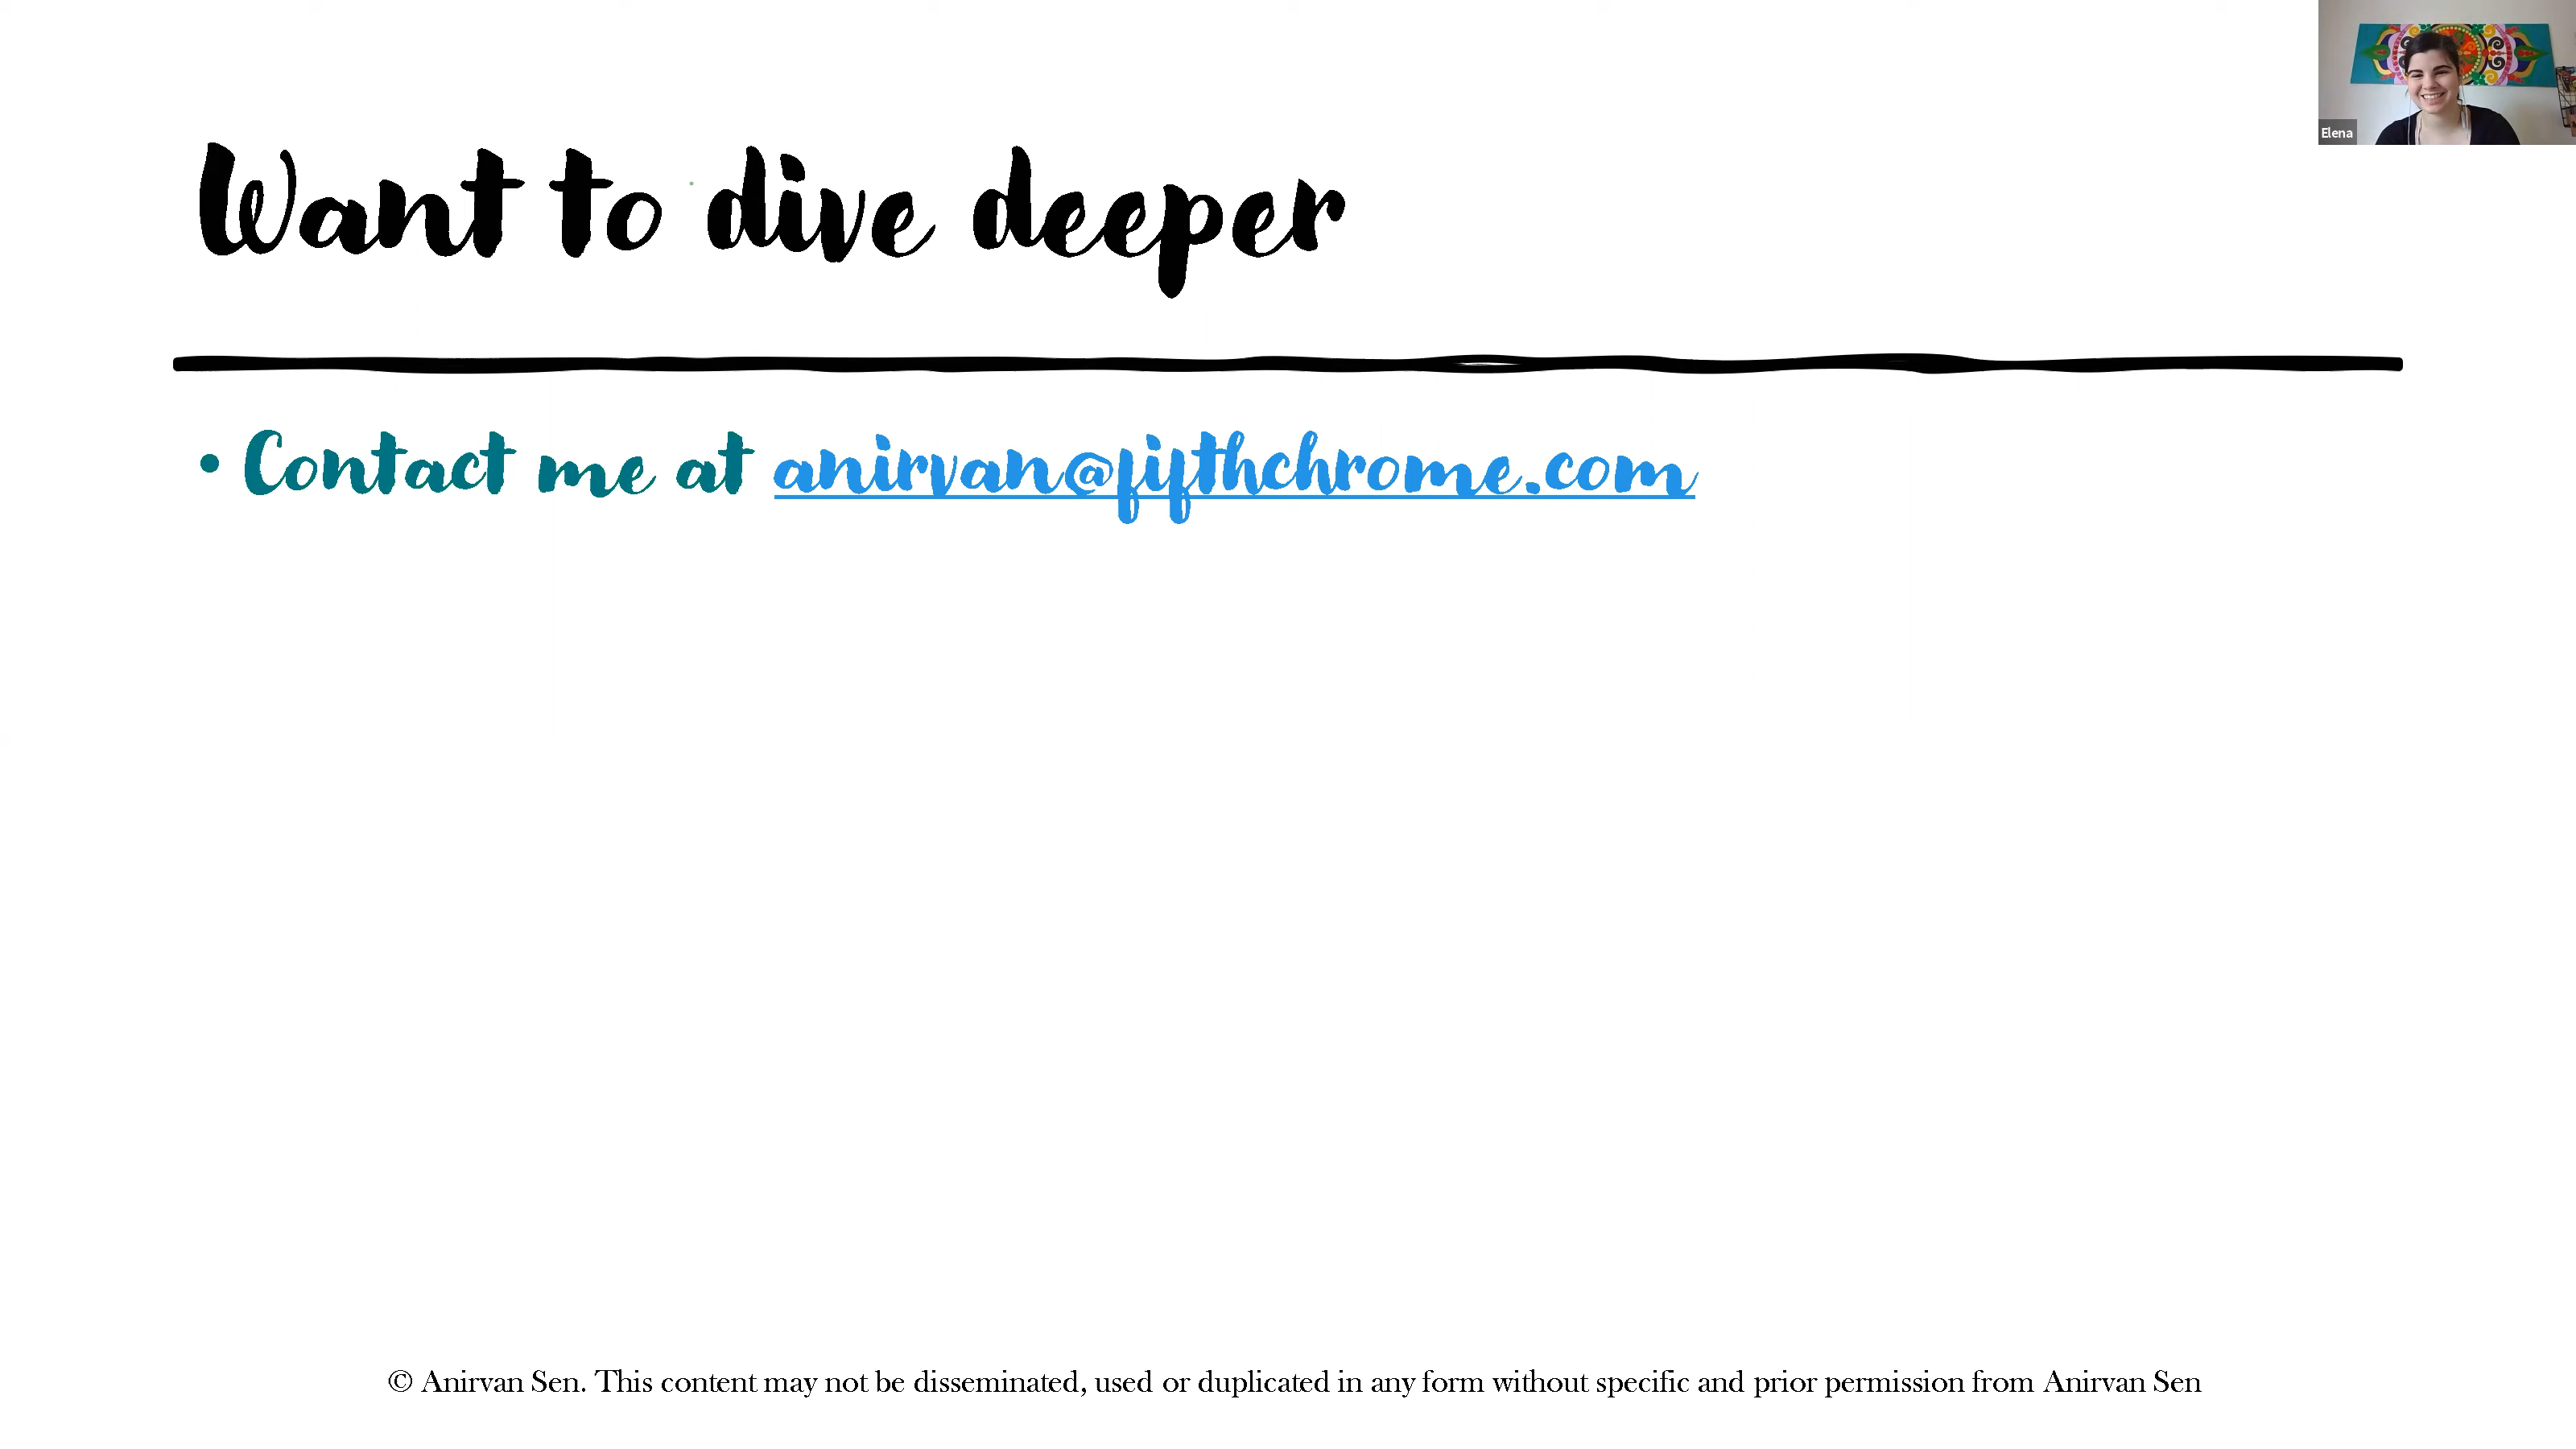 Elena
Want to dive deeper
• Contact me at anirvan@fifthchrome.com
© Anirvan Sen. This content may not be disseminated, used or duplicated in any form without specific and prior permission from Anirvan Sen